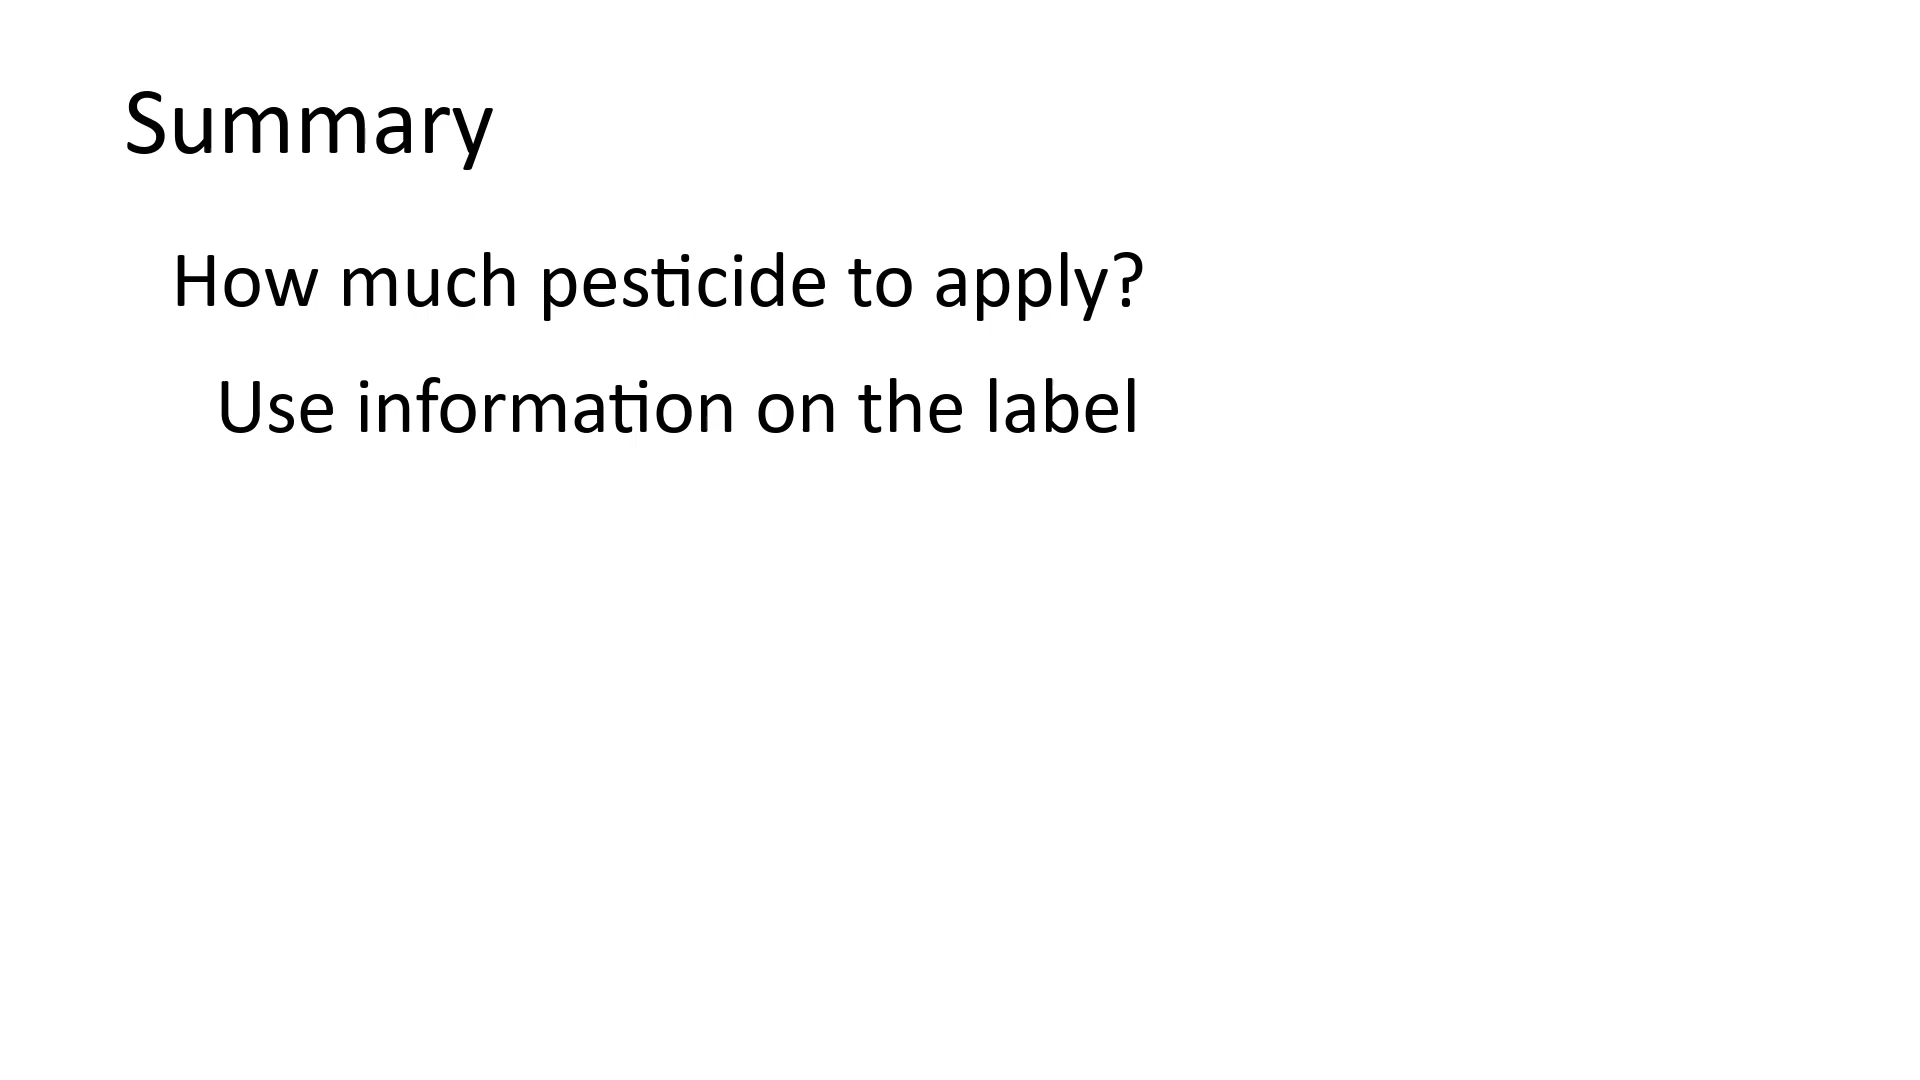 Summary
How much pesticide to apply?
Use information on the label